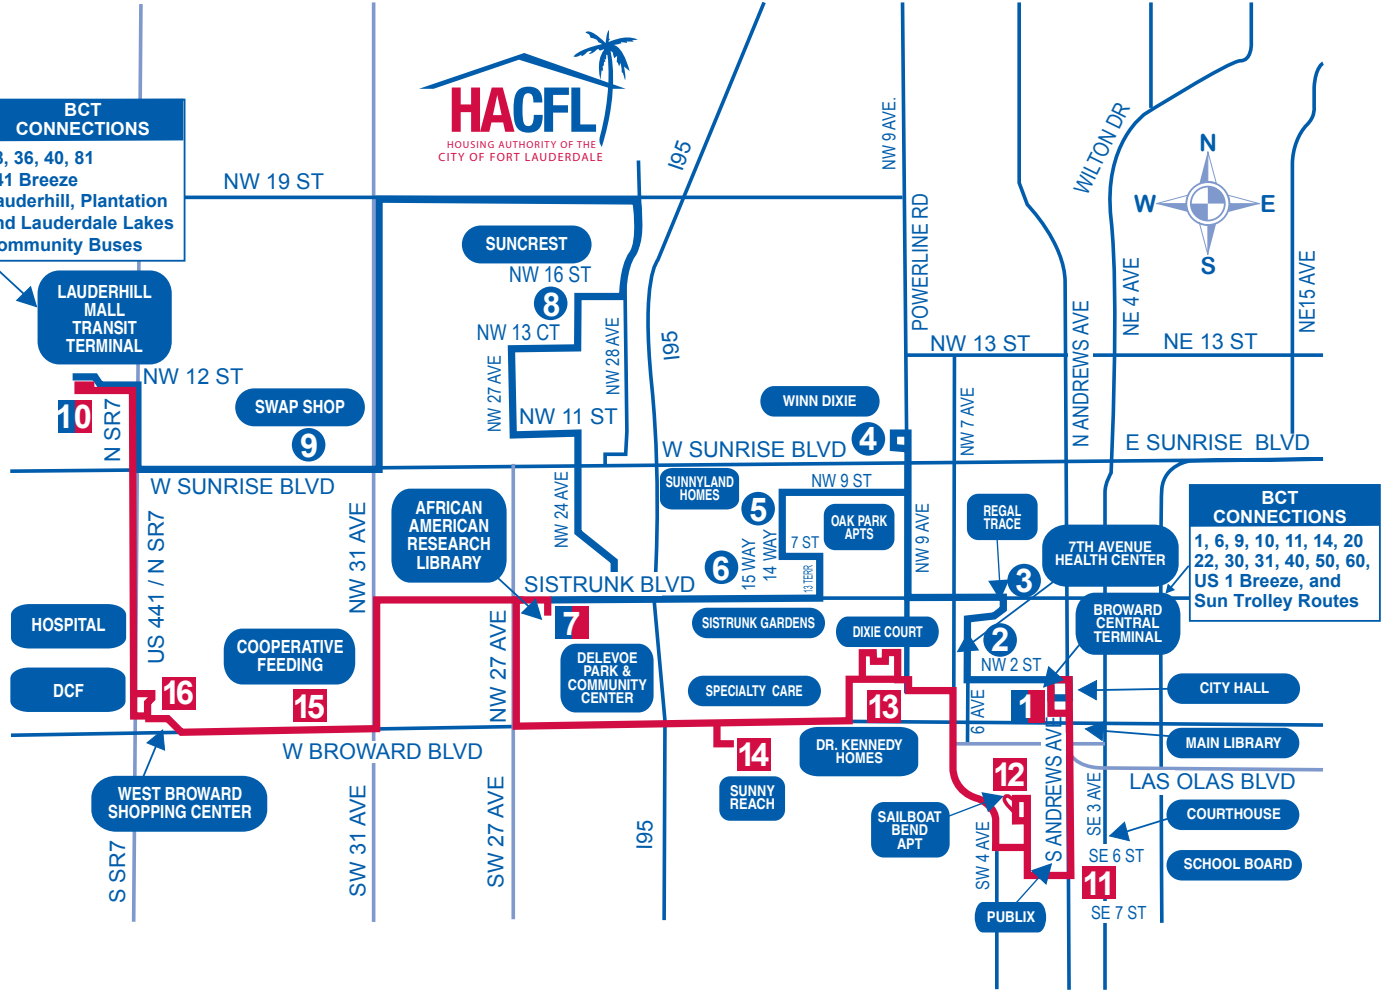 HACFL
HOUSING AUTHORITY OF THE
CITY OF FORT LAUDERDALE
BCT
CONNECTIONS
, 36, 40, 81
41 Breeze
auderhill, Plantation
nd Lauderdale Lakes
ommunity Buses
NW 19 ST
I95
NW 9 AVE.
WILTON DR
N
W
E
S
SUNCREST
NW 16 ST
8
NW 13 CT
NW 28 AVE
NW 27 AVE
NW 11 ST
I95
POWERLINE RD
NW 13 ST
N ANDREWS AVE
NE 4 AVE
NE 13 ST
NE15 AVE
LAUDERHILL
MALL
TRANSIT
TERMINAL
NW 12 ST
10
N SR7
SWAP SHOP
9
WINN DIXIE
4
NW 7 AVE
W SUNRISE BLVD
E SUNRISE BLVD
W SUNRISE BLVD
AFRICAN
AMERICAN
RESEARCH
LIBRARY
NW 24 AVE
SUNNYLAND
HOMES
NW 9 ST
5
OAK PARK
APTS
7 ST
6
15 WAY
14 WAY
13 TERR
NW 9 AVE
REGAL
TRACE
7TH AVENUE
HEALTH CENTER
3
BCT
CONNECTIONS
1, 6, 9, 10, 11, 14, 20
22, 30, 31, 40, 50, 60,
US 1 Breeze, and
Sun Trolley Routes
US 441 / N SR7
NW 31 AVE
SISTRUNK BLVD
7
HOSPITAL
COOPERATIVE
FEEDING
DCF
16
15
NW 27 AVE
DELEVOE
PARK &
COMMUNITY
CENTER
SISTRUNK GARDENS
DIXIE COURT
SPECIALTY CARE
13
2
NW 2 ST
BROWARD
CENTRAL
TERMINAL
CITY HALL
1
6 AVE
MAIN LIBRARY
W BROWARD BLVD
14
DR. KENNEDY
HOMES
SUNNY
REACH
12
S ANDREWS AVE
LAS OLAS BLVD
WEST BROWARD
SHOPPING CENTER
SW 31 AVE
SW 27 AVE
I95
S SR7
SAILBOAT
BEND
APT
SW 4 AVE
SE 3 AVE
COURTHOUSE
SE 6 ST
SCHOOL BOARD
11
PUBLIX
SE 7 ST